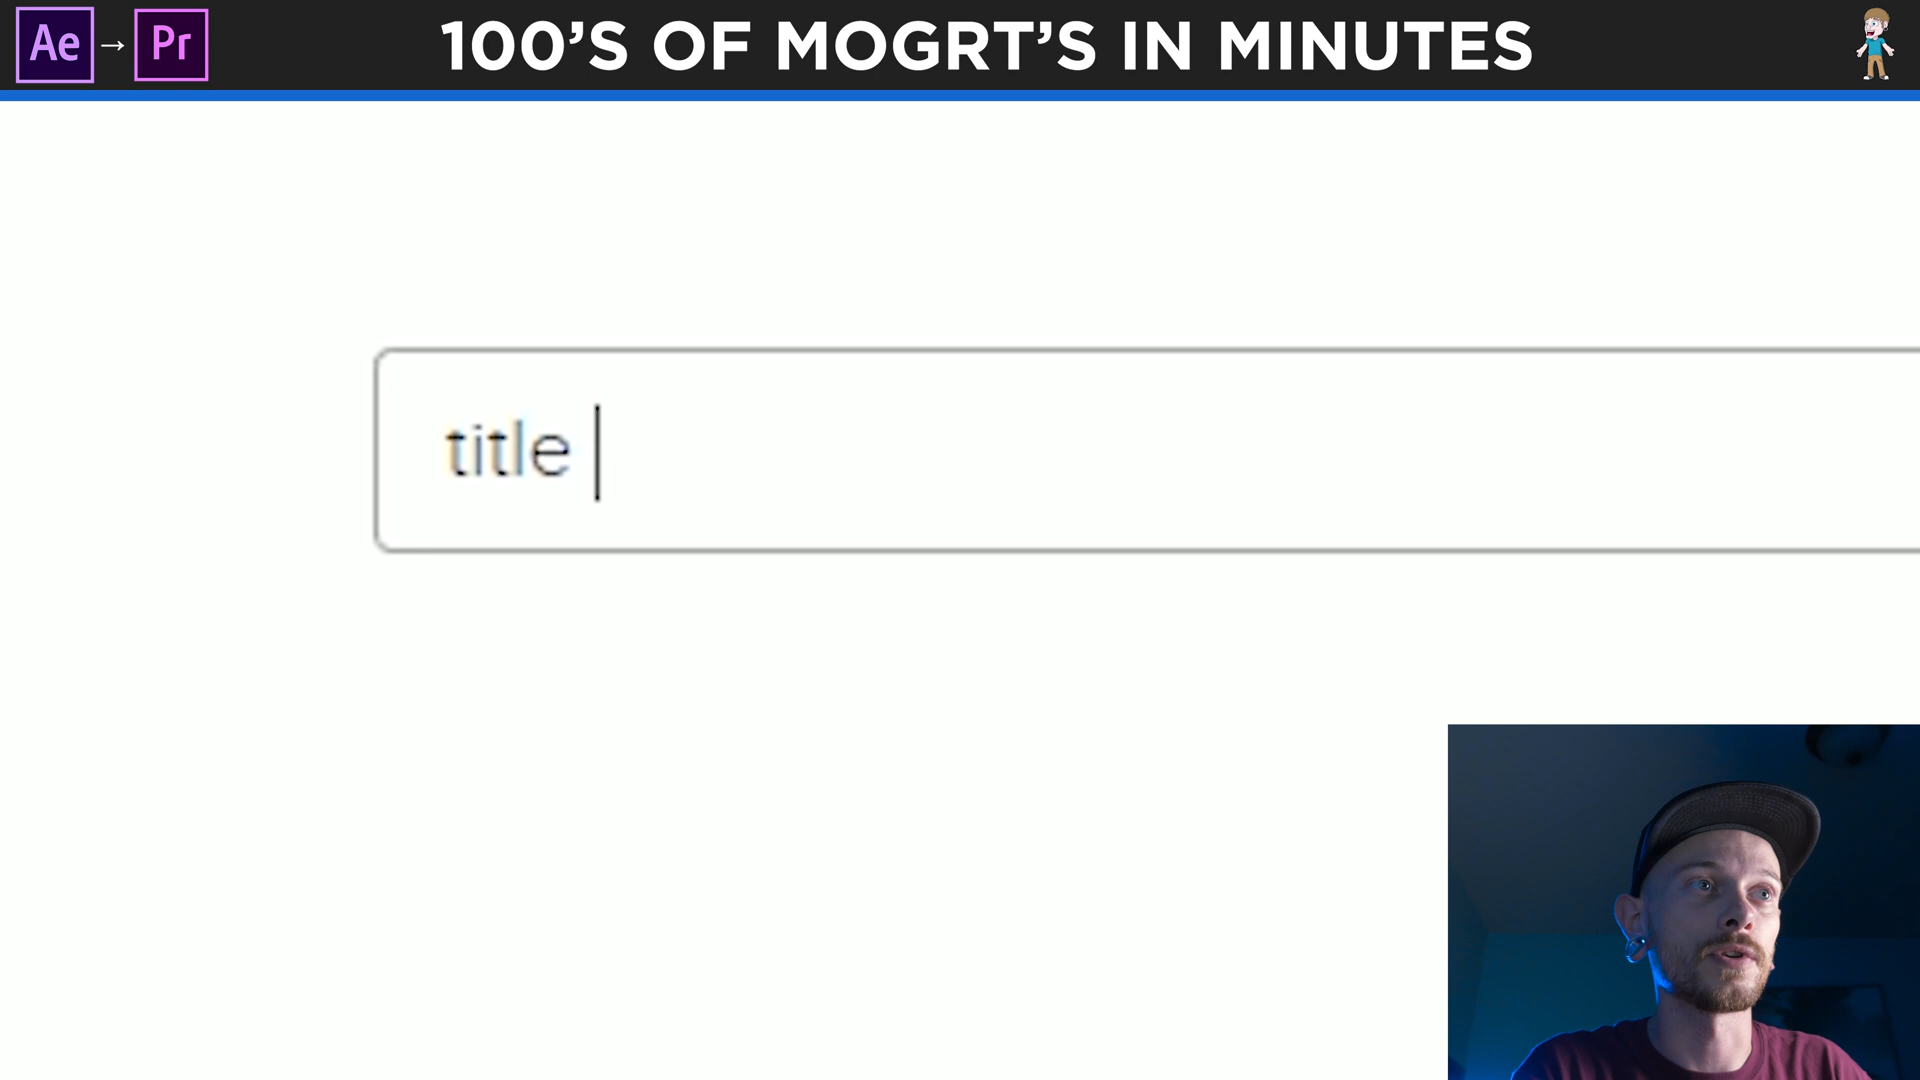 Ae → Pr
100’S OF MOGRT’S IN MINUTES
title